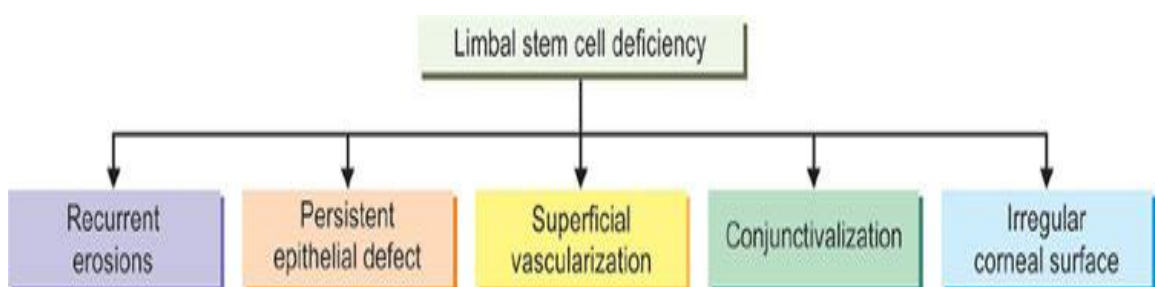 Limbal stem cell deficiency
Recurrent
erosions
Persistent
epithelial defect
Superficial
vascularization
Conjunctivalization
Irregular
corneal surface